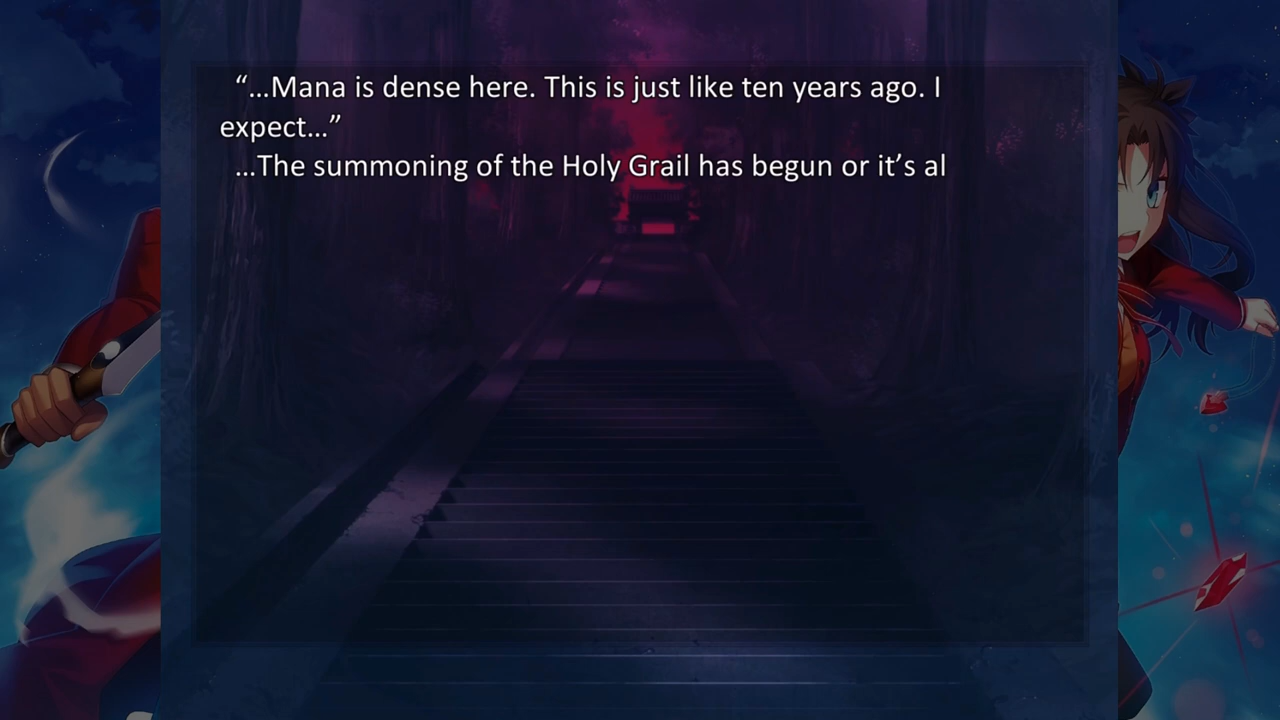 “…Mana is dense here. This is just like ten years ago. I
expect…”
…The summoning of the Holy Grail has begun or it’s al